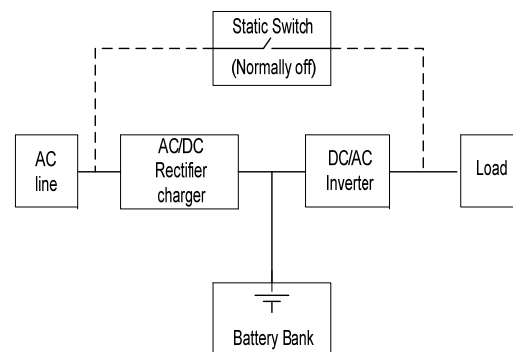 Static Switch
(Normally off)
AC
line
AC/DC
Rectifier
charger
DC/AC
Inverter
Load
Battery Bank